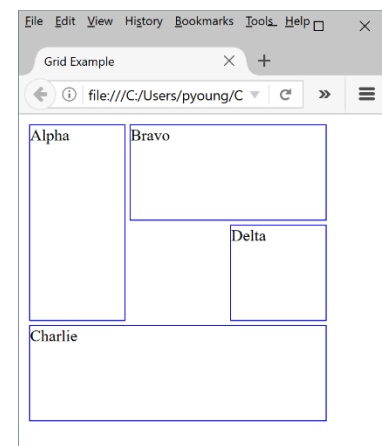 File Edit View History Bookmarks Tools Help
Grid Example
file:///C:/Users/pyoung/C
Alpha Bravo
Delta
Charlie